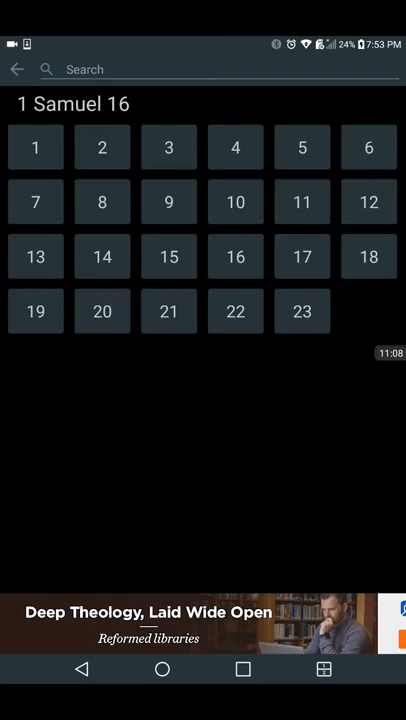 24% 7:53 PM
Search
1 Samuel 16
1 2 3 4 5 6
7 8 9 10 11 12
13 14 15 16 17 18
19 20 21 22 23
11:08
Deep Theology, Laid Wide Open
Reformed libraries